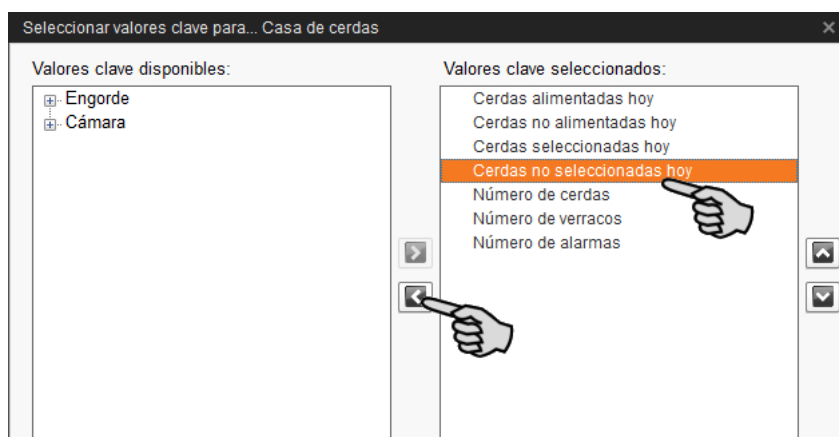 Seleccionar valores clave para... Casa de cerdas
Valores clave disponibles:
Engorde
Cámara
Valores clave seleccionados:
Cerdas alimentadas hoy
Cerdas no alimentadas hoy
Cerdas seleccionadas hoy
Cerdas no seleccionadas hoy
Número de cerdas
Número de verracos
Número de alarmas